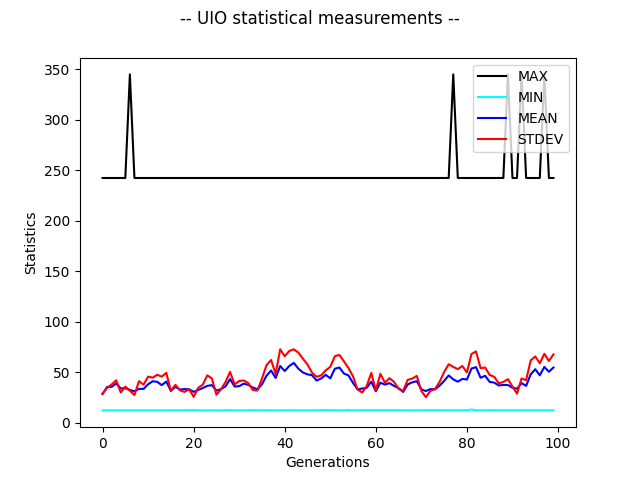 -- UIO statistical measurements --
350
300
250
200
150
100
50
0
Statistics
MAX
MIN
MEAN
STDEV
0 20 40 60 80 100
Generations